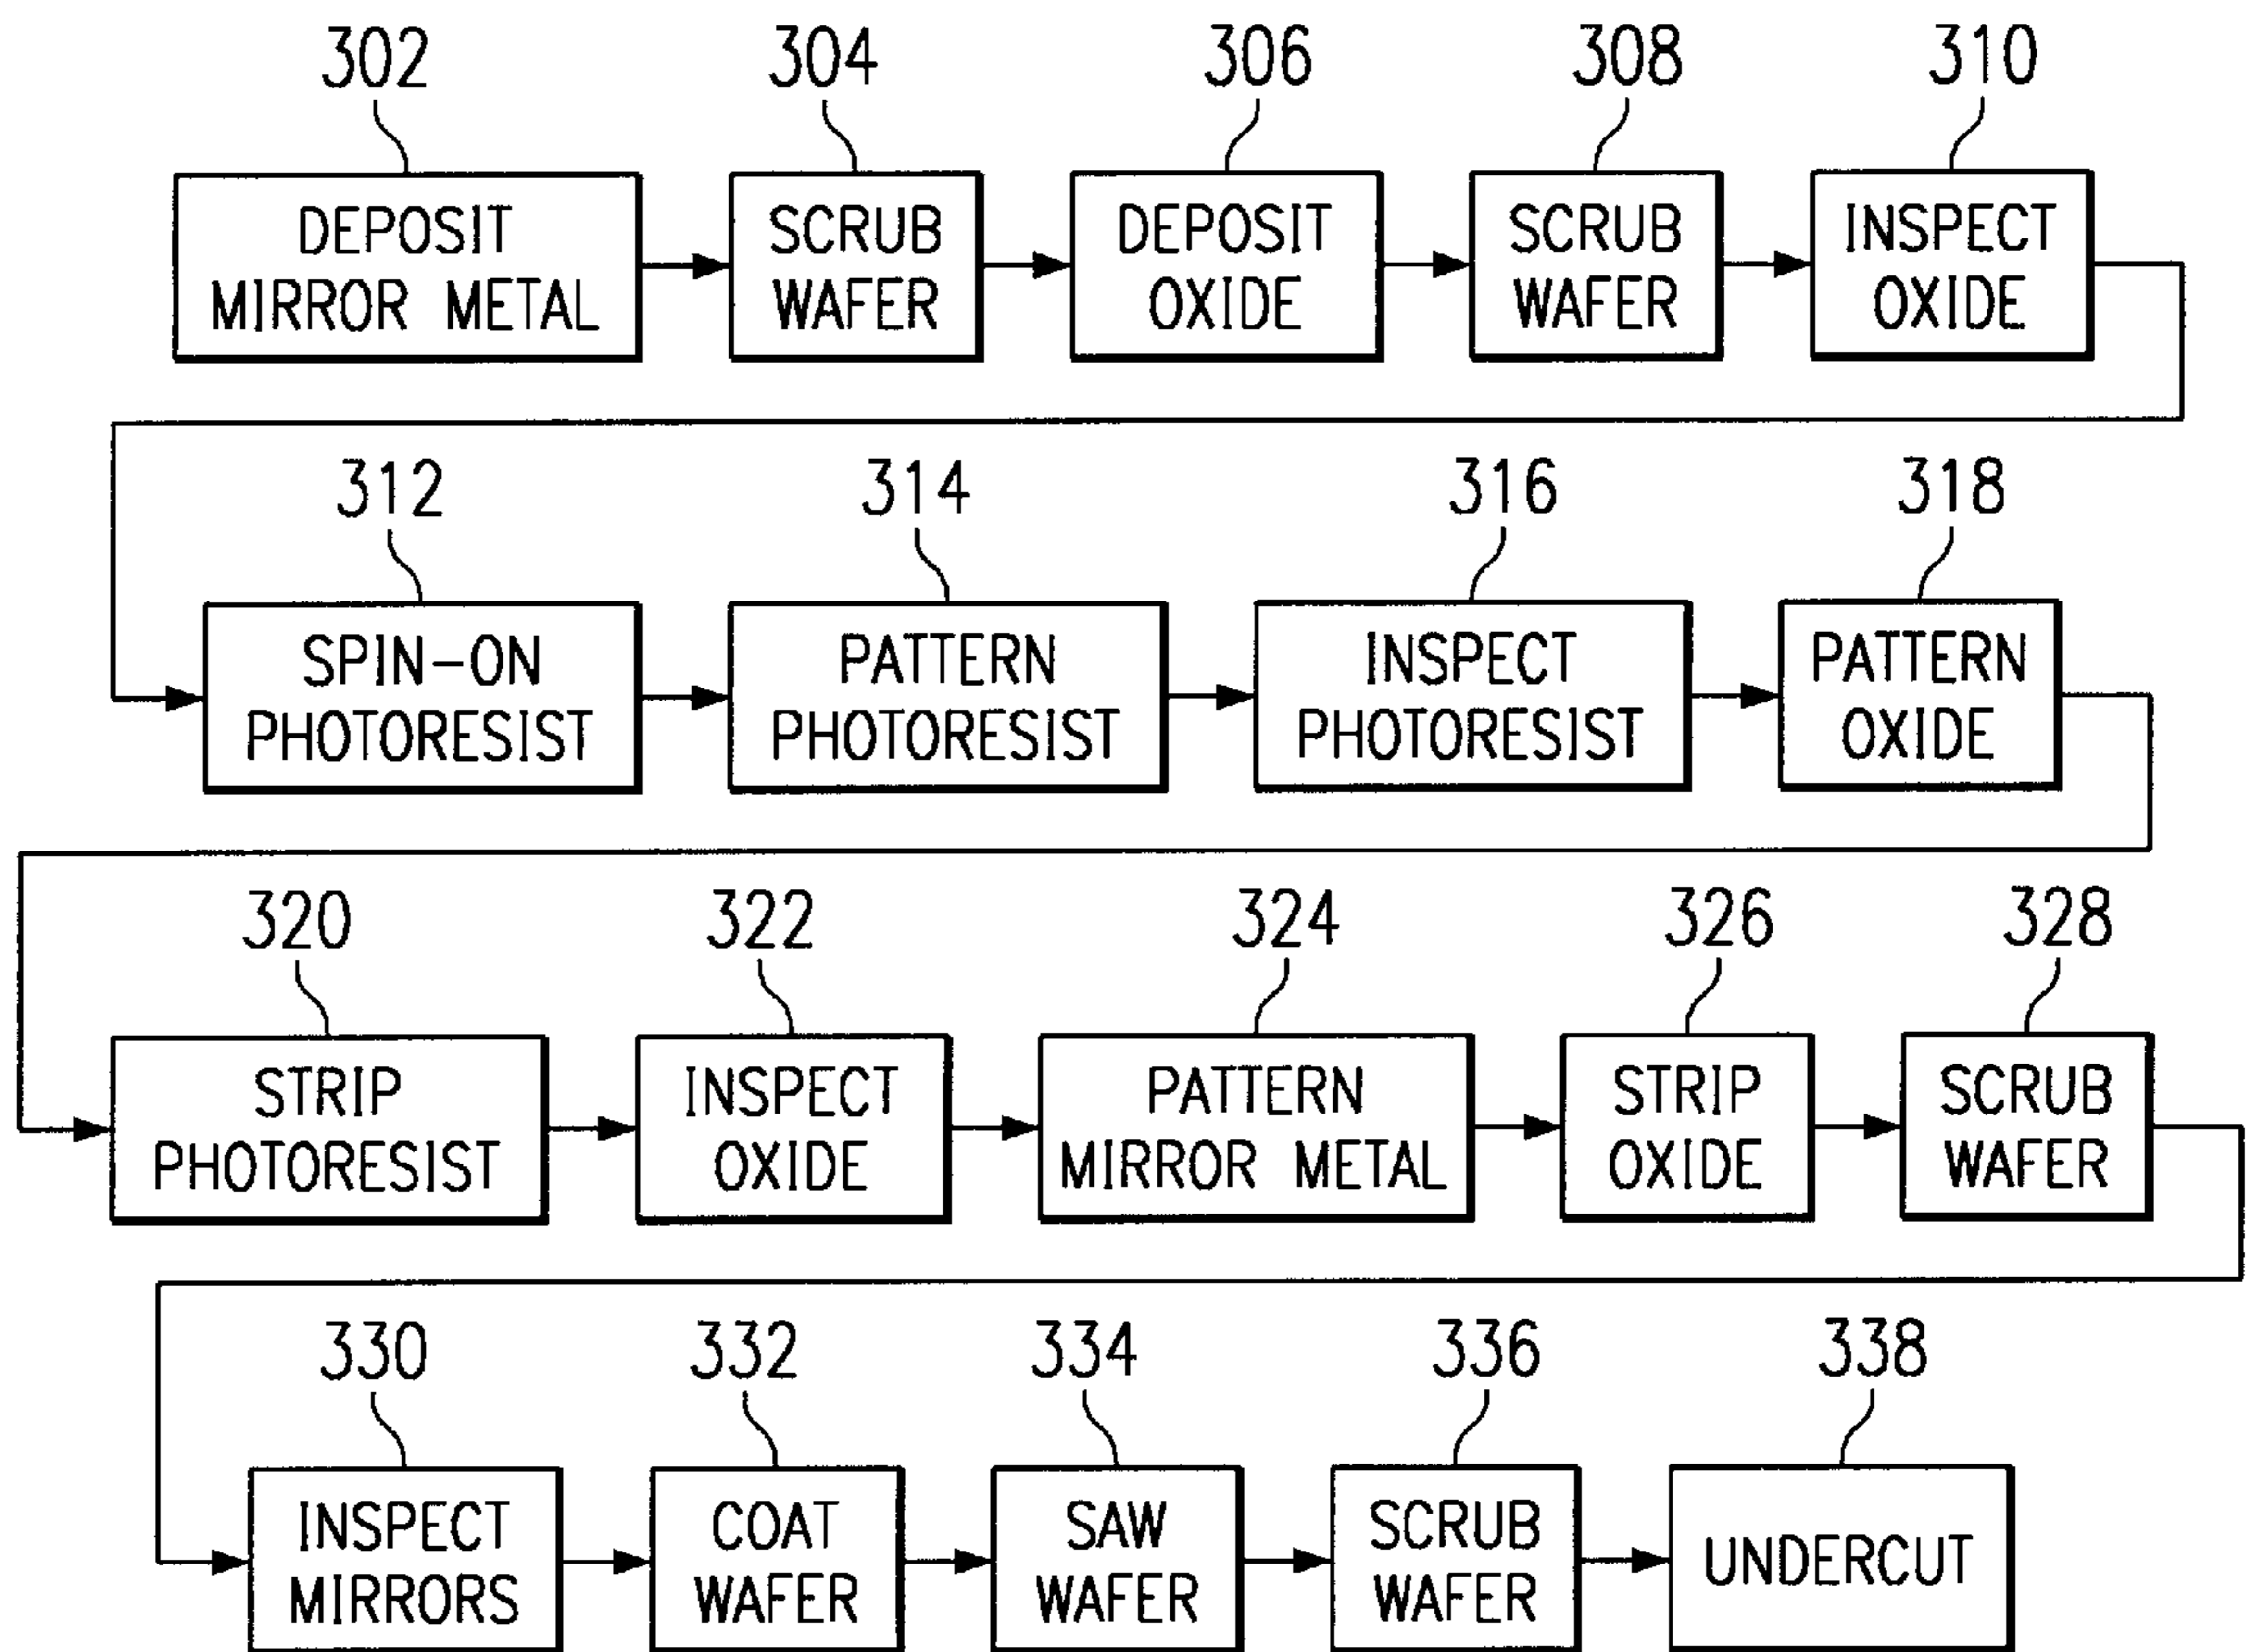 302
304
306
308
310
DEPOSIT
MIRROR METAL
SCRUB
WAFER
DEPOSIT
OXIDE
SCRUB
WAFER
INSPECT
OXIDE
312
314
316
318
SPIN-ON
PHOTORESIST
PATTERN
PHOTORESIST
INSPECT
PHOTORESIST
PATTERN
OXIDE
320
322
324
326
328
STRIP
PHOTORESIST
INSPECT
OXIDE
PATTERN
MIRROR METAL
STRIP
OXIDE
SCRUB
WAFER
330
332
334
336
338
INSPECT
MIRRORS
COAT
WAFER
SAW
WAFER
SCRUB
WAFER
UNDERCUT